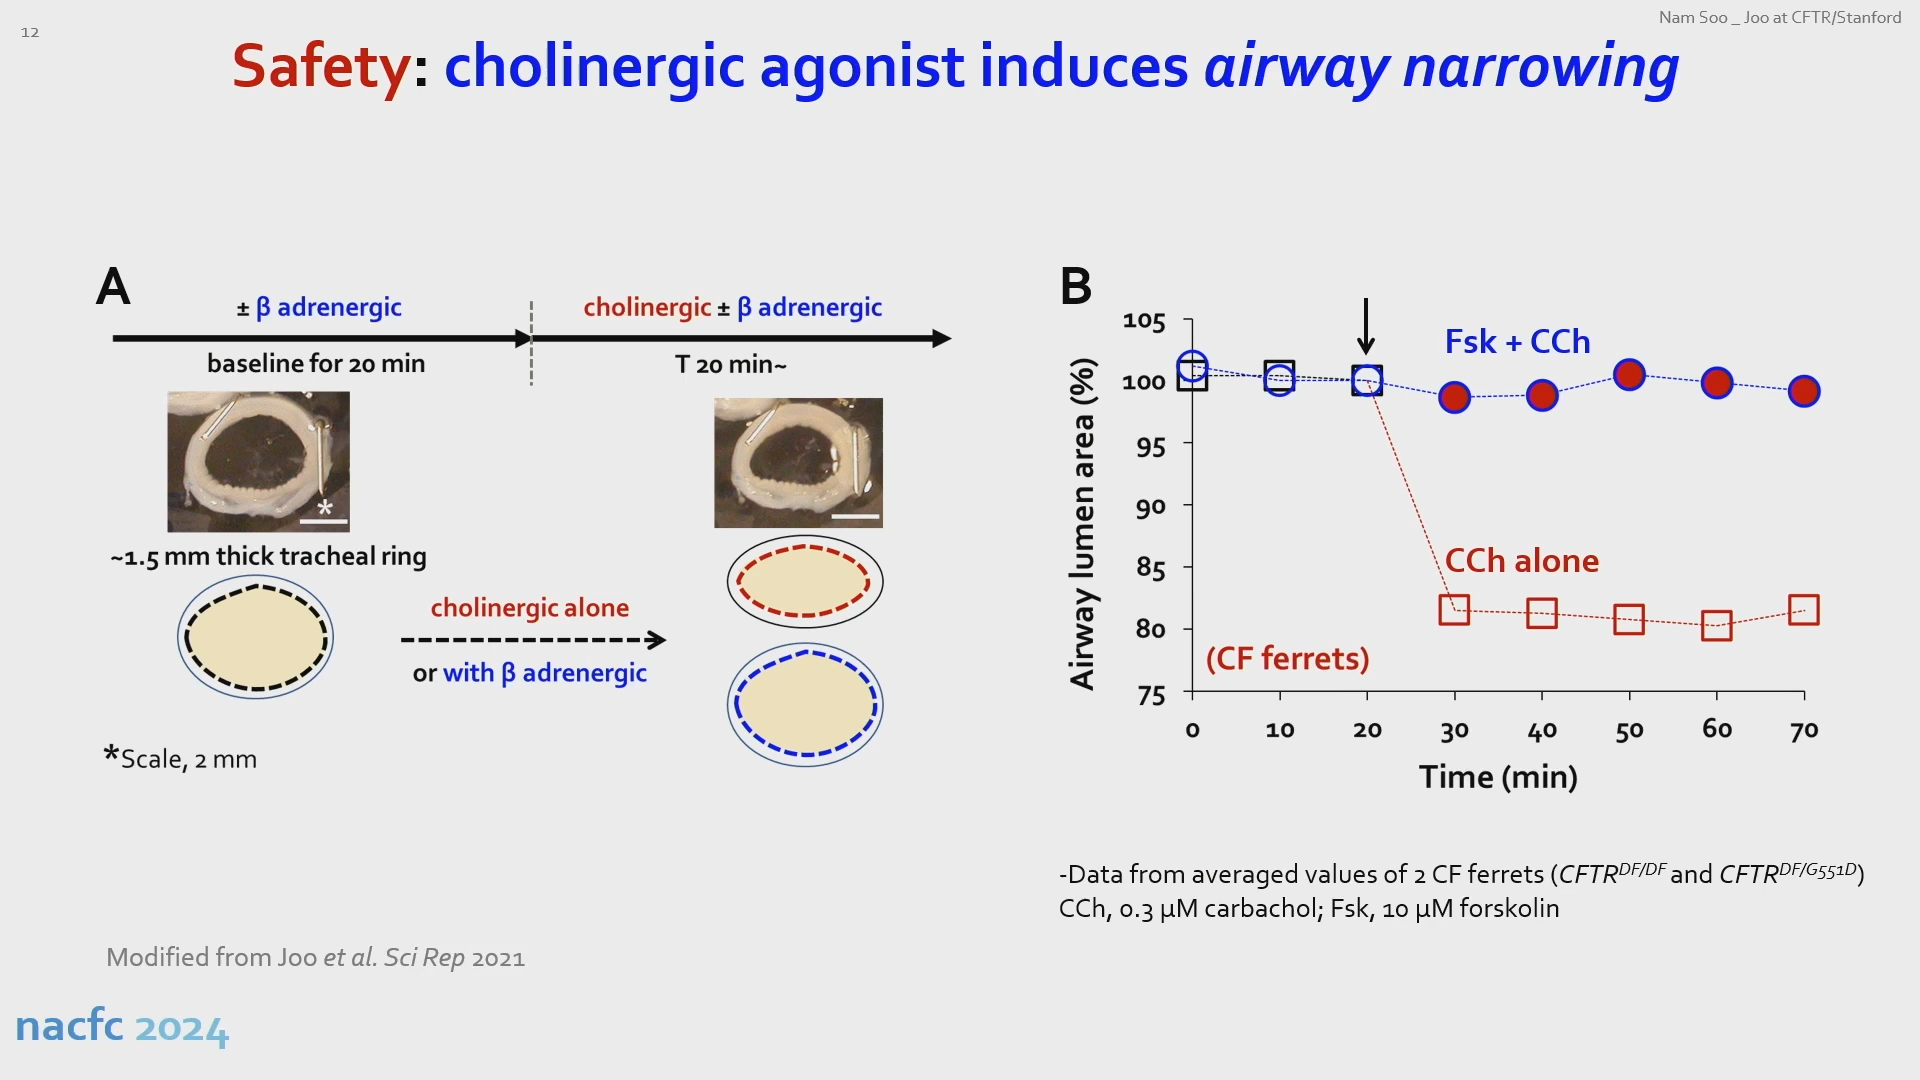 12
Nam Soo _ Joo at CFTR/Stanford
Safety: cholinergic agonist induces airway narrowing
A
± β adrenergic
cholinergic ± β adrenergic
baseline for 20 min
T 20 min~
*
~1.5 mm thick tracheal ring
cholinergic alone
or with β adrenergic
*Scale, 2 mm
B
105
100
95
90
85
80
75
Airway lumen area (%)
Fsk + CCh
CCh alone
(CF ferrets)
0 10 20 30 40 50 60 70
Time (min)
-Data from averaged values of 2 CF ferrets (CFTRDF/DF and CFTRDF/G551D)
CCh, 0.3 µM carbachol; Fsk, 10 µM forskolin
Modified from Joo et al. Sci Rep 2021
nacfc 2024